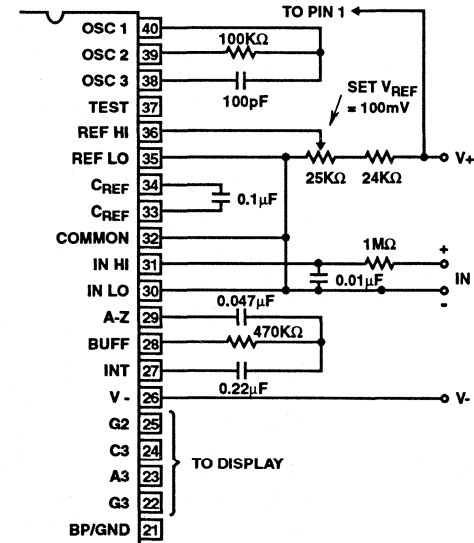 TO PIN 1
OSC 1 40
100KΩ
OSC 2 39
OSC 3 38
100pF
SET VREF
= 100mV
TEST 37
REF HI 36
REF LO 35
V+
25KΩ 24KΩ
CREF 34
0.1μF
CREF 33
COMMON 32
1MΩ
+
IN HI 31
0.01μF
IN
IN LO 30
-
0.047μF
A-Z 29
470KΩ
BUFF 28
INT 27
0.22μF
V - 26
V-
G2 25
C3 24
TO DISPLAY
A3 23
G3 22
BP/GND 21